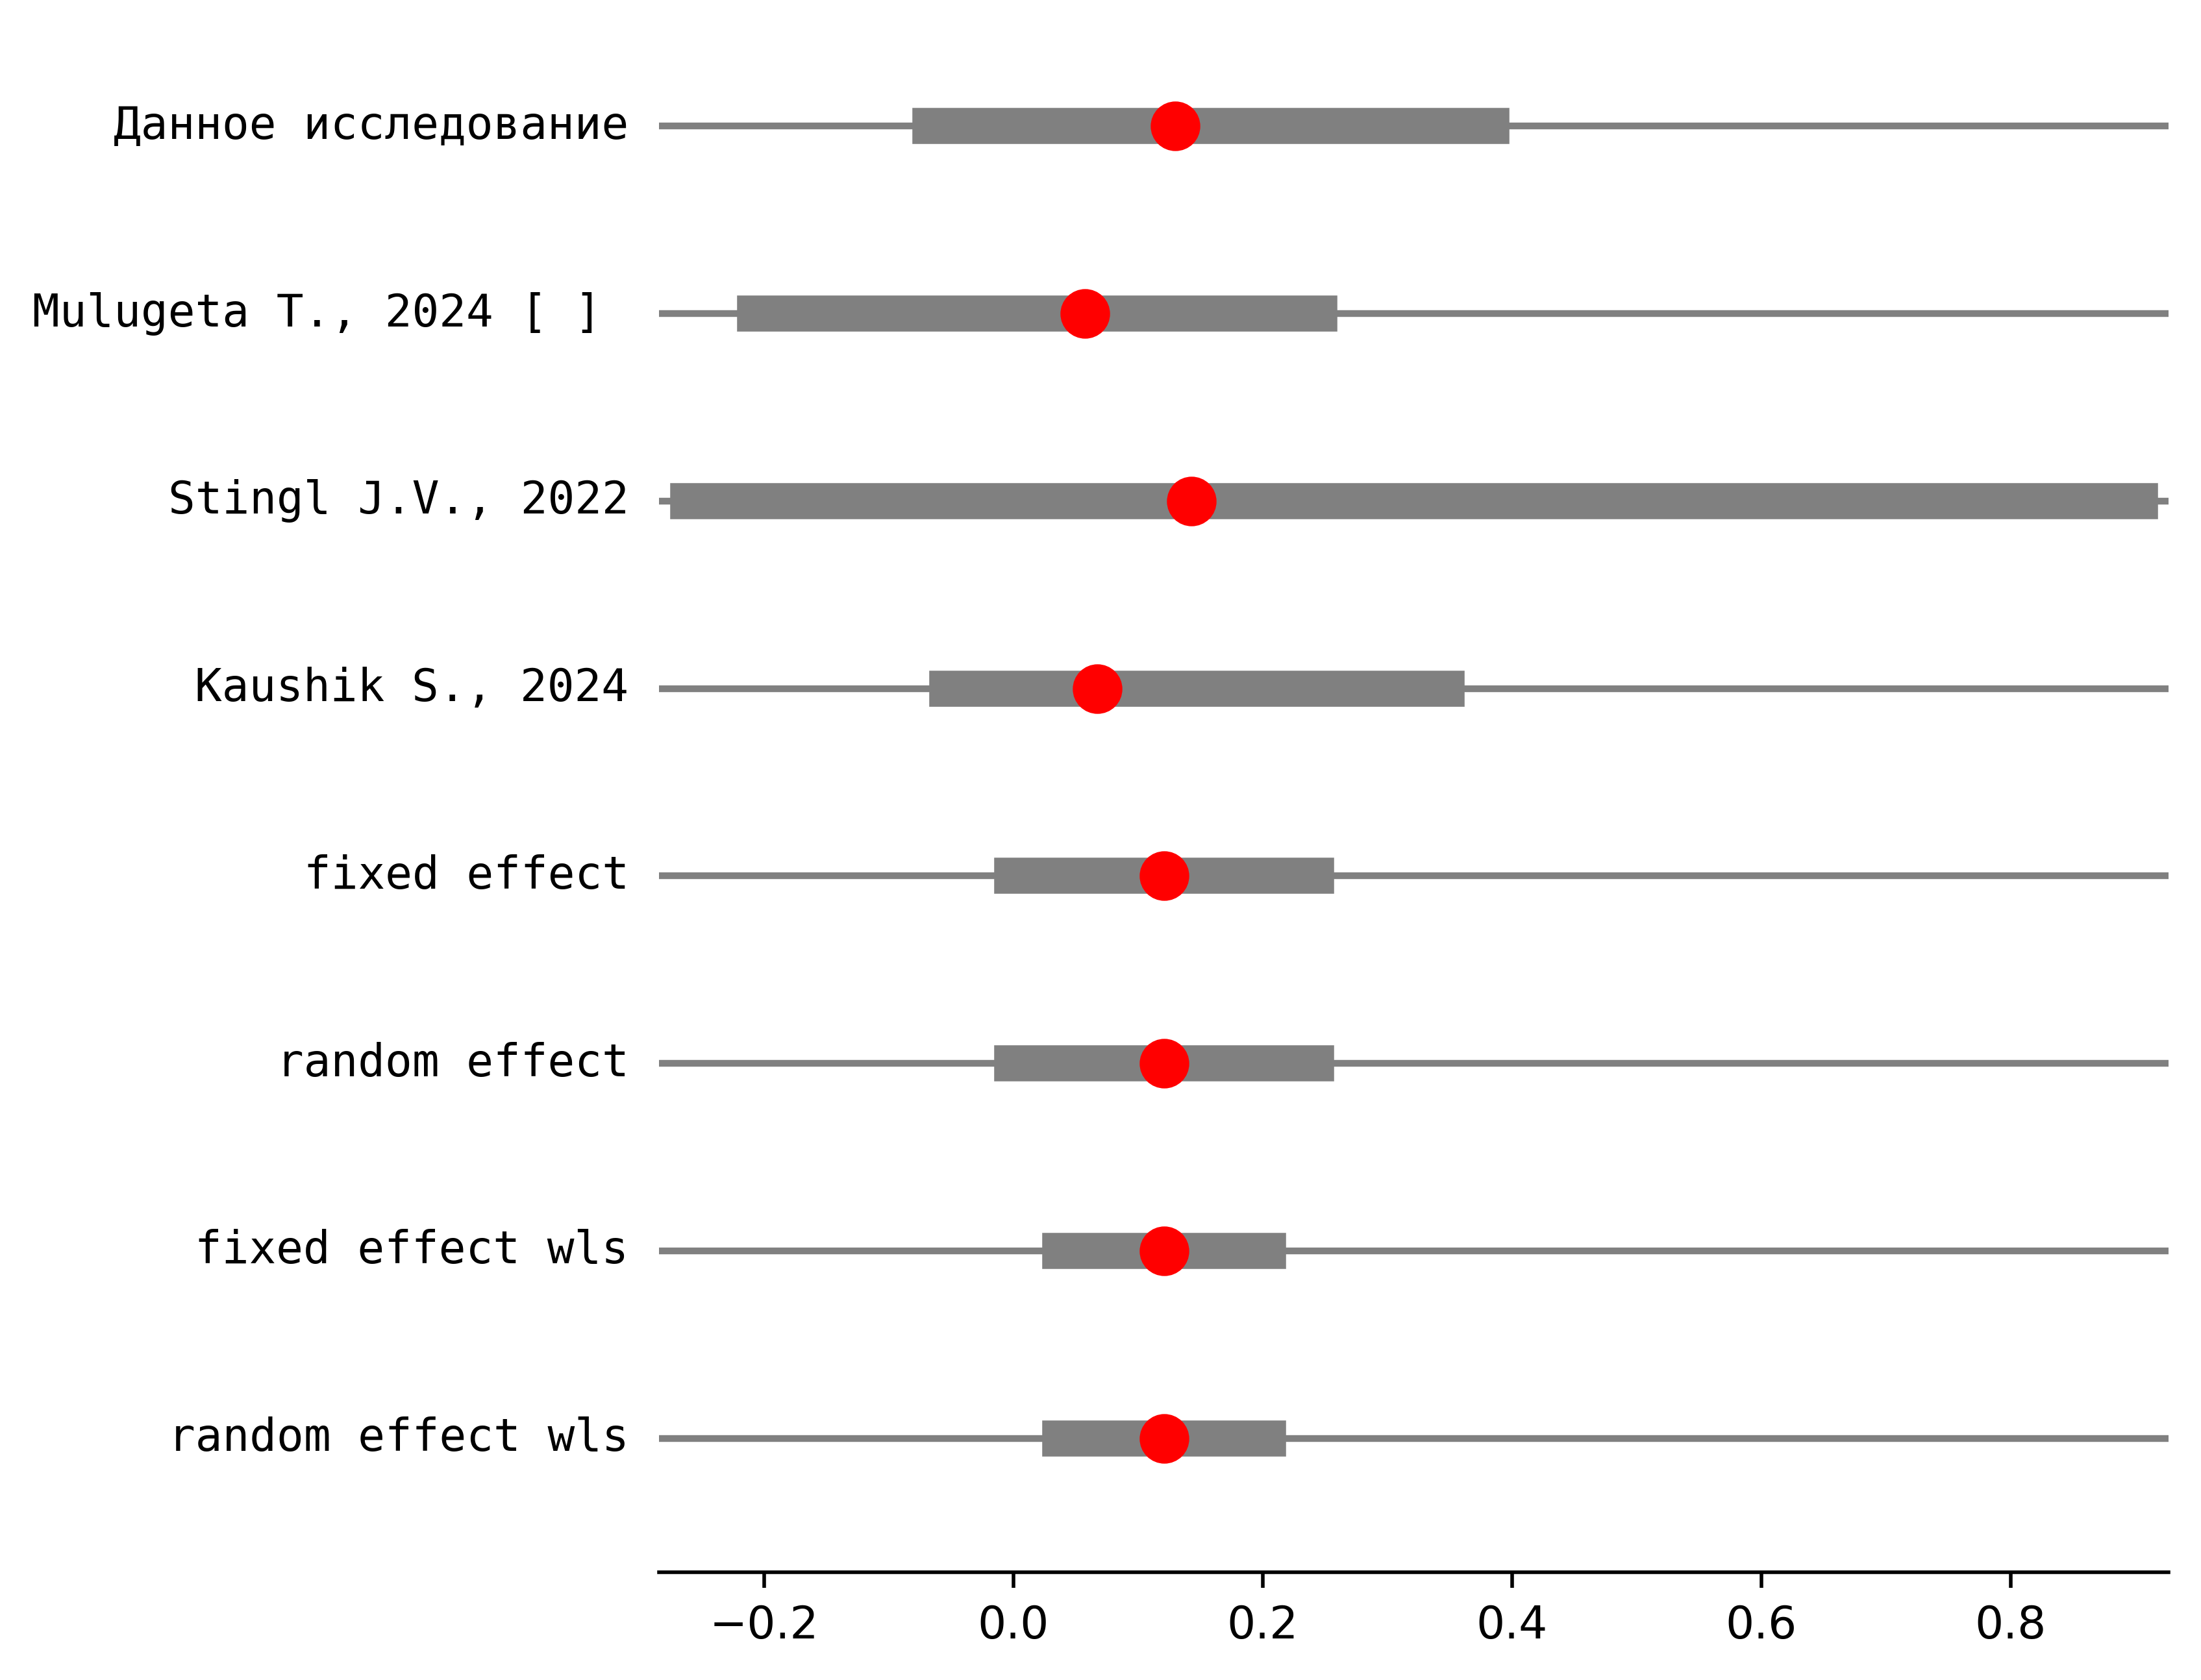 Данное исследование
Mulugeta T., 2024 [ ]
Stingl J.V., 2022
Kaushik S., 2024
fixed effect
random effect
fixed effect wls
random effect wls
−0.2 0.0 0.2 0.4 0.6 0.8